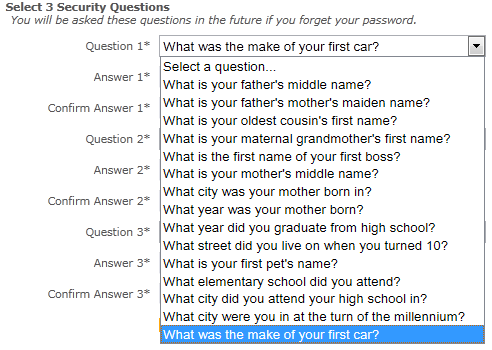 Select 3 Security Questions
You will be asked these questions in the future if you forget your password.
Question 1* What was the make of your first car?
Select a question...
Answer 1* What is your father's middle name?
What is your father's mother's maiden name?
Confirm Answer 1* What is your oldest cousin's first name?
Question 2* What is your maternal grandmother's first name?
What is the first name of your first boss?
Answer 2* What is your mother's middle name?
What city was your mother born in?
Confirm Answer 2* What year was your mother born?
What year did you graduate from high school?
Question 3* What street did you live on when you turned 10?
Answer 3* What is your first pet's name?
What elementary school did you attend?
Confirm Answer 3* What city did you attend your high school in?
What city were you in at the turn of the millennium?
What was the make of your first car?